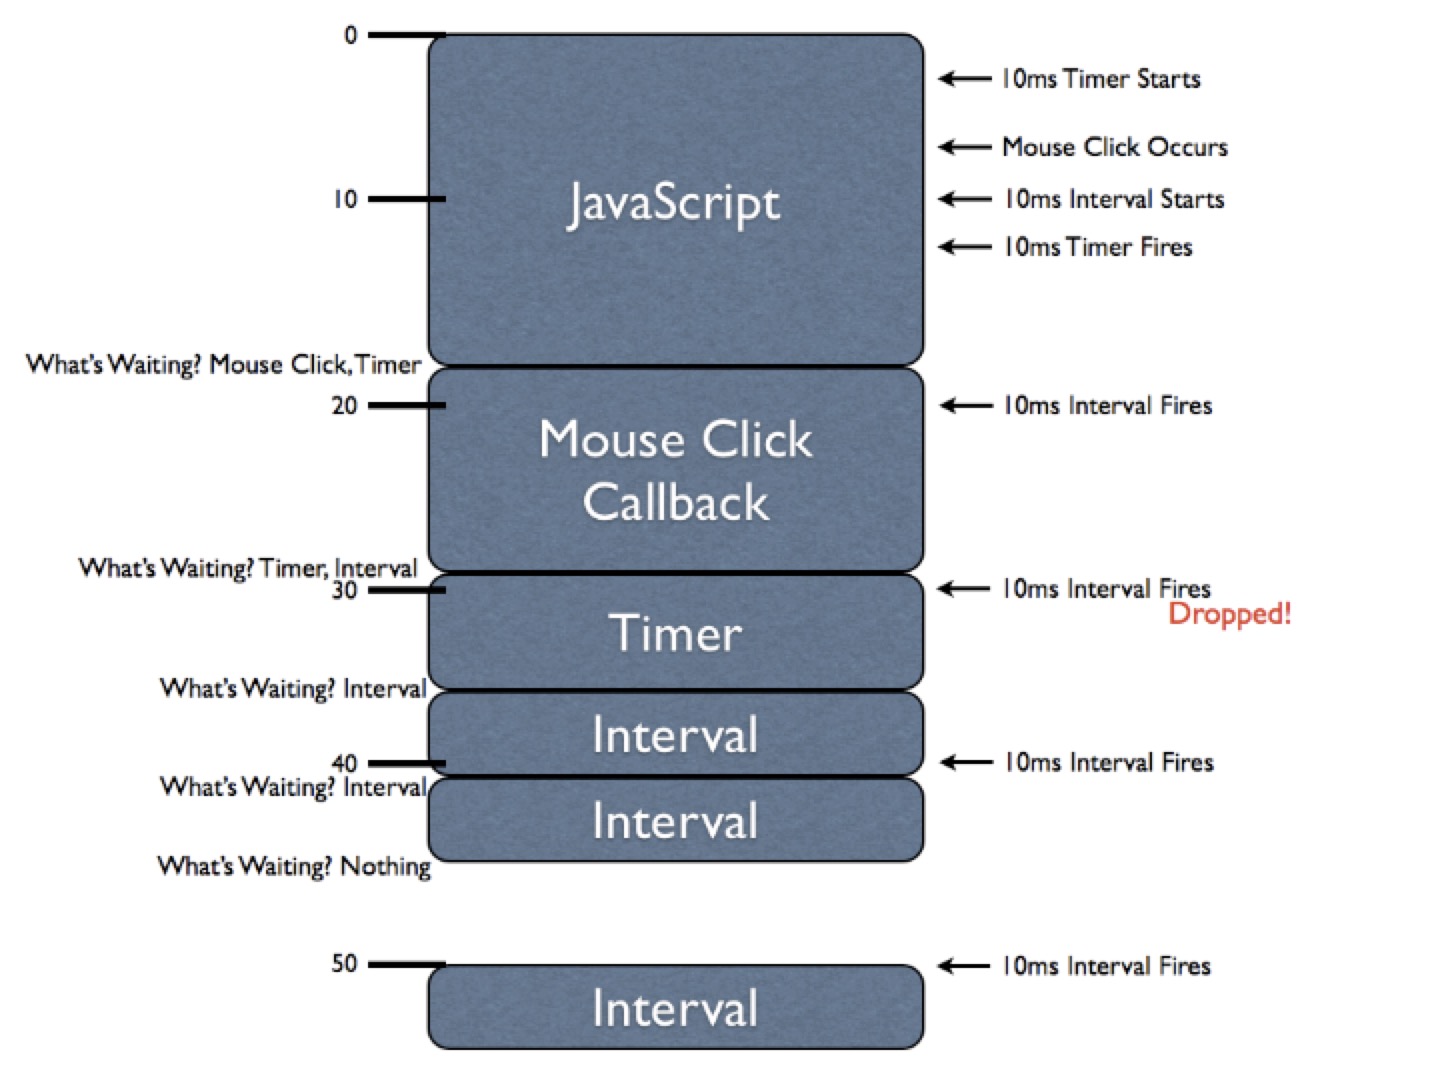 0
10ms Timer Starts
Mouse Click Occurs
10
JavaScript
10ms Interval Starts
10ms Timer Fires
What's Waiting? Mouse Click, Timer
20
10ms Interval Fires
Mouse Click
Callback
What's Waiting? Timer, Interval
30
10ms Interval Fires
Dropped!
Timer
What's Waiting? Interval
Interval
40
10ms Interval Fires
What's Waiting? Interval
Interval
What's Waiting? Nothing
50
10ms Interval Fires
Interval